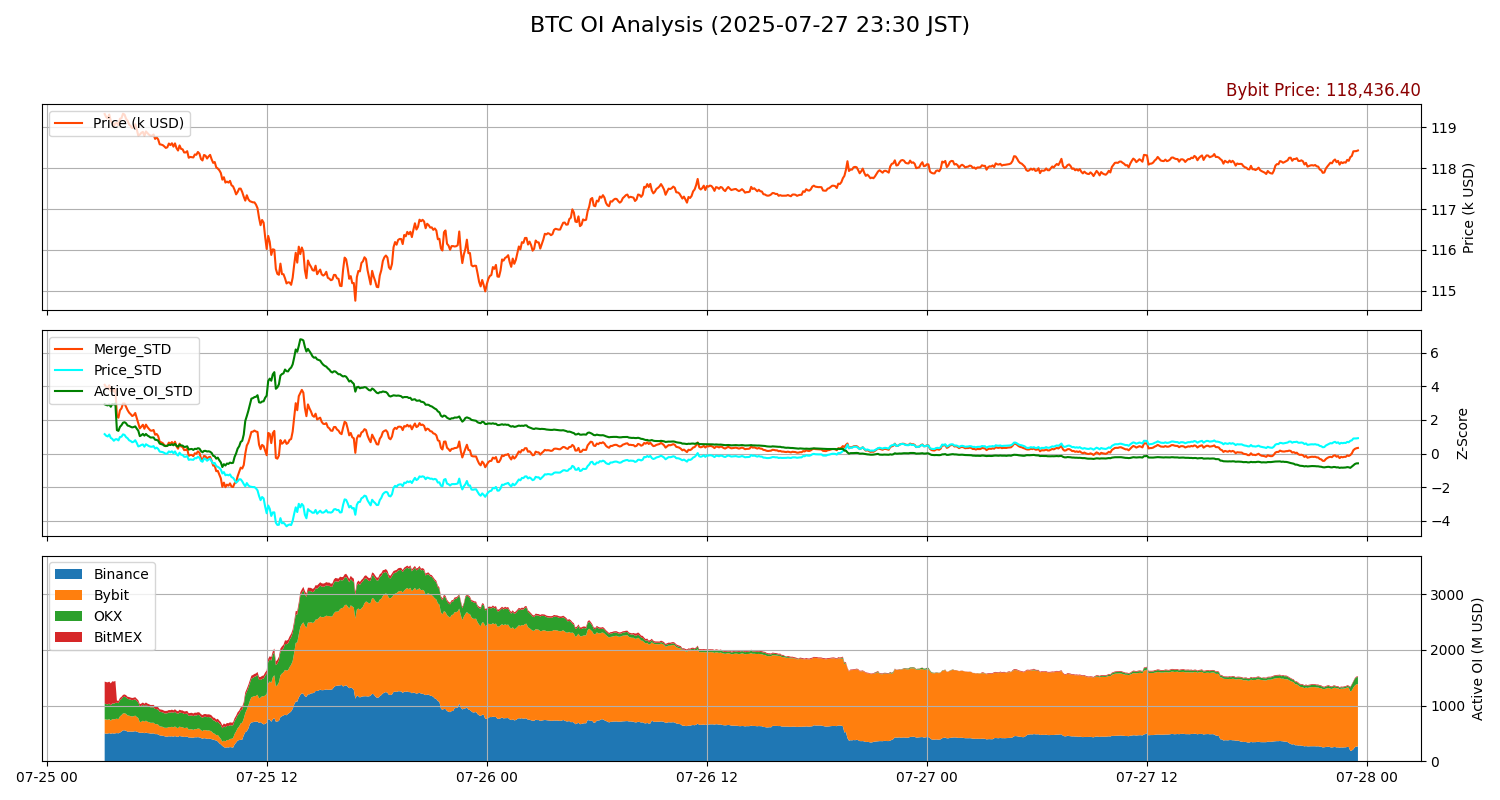 BTC OI Analysis (2025-07-27 23:30 JST)
Bybit Price: 118,436.40
Price (k USD)
119
118
117
116
115
Price (k USD)
Merge_STD
Price_STD
Active_OI_STD
6
4
2
0
−2
−4
Z-Score
Binance
Bybit
OKX
BitMEX
3000
2000
1000
0
Active OI (M USD)
07-25 00
07-25 12
07-26 00
07-26 12
07-27 00
07-27 12
07-28 00